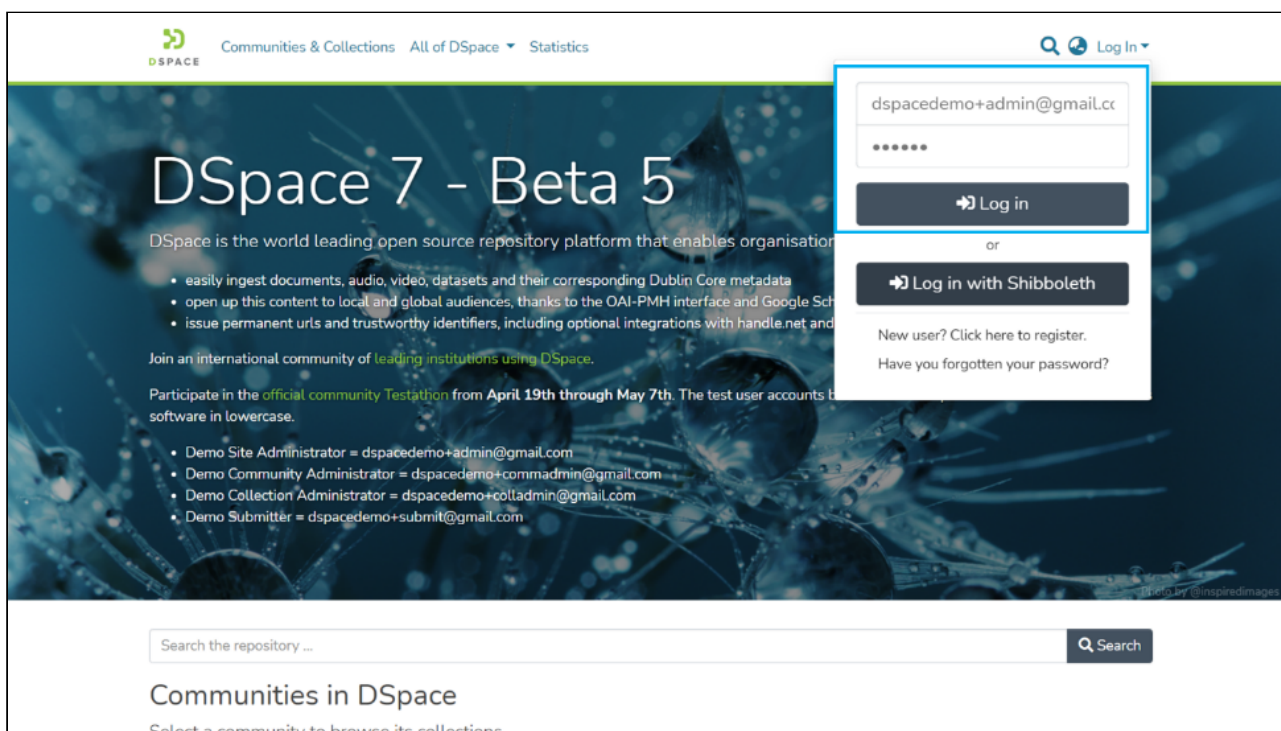 DSPACE
Communities & Collections All of DSpace Statistics Log In
dspacedemo+admin@gmail.cc
••••••
Log in
or
Log in with Shibboleth
New user? Click here to register.
Have you forgotten your password?
DSpace 7 - Beta 5
DSpace is the world leading open source repository platform that enables organisation
• easily ingest documents, audio, video, datasets and their corresponding Dublin Core metadata
• open up this content to local and global audiences, thanks to the OAI-PMH interface and Google Sch
• issue permanent urls and trustworthy identifiers, including optional integrations with handle.net and
Join an international community of leading institutions using DSpace.
Participate in the official community Testathon from April 19th through May 7th. The test user accounts b
software in lowercase.
• Demo Site Administrator = dspacedemo+admin@gmail.com
• Demo Community Administrator = dspacedemo+commadmin@gmail.com
• Demo Collection Administrator = dspacedemo+colladmin@gmail.com
• Demo Submitter = dspacedemo+submit@gmail.com
Photo by @inspiredimages
Search the repository ... Search
Communities in DSpace
Select a community to browse its collections.